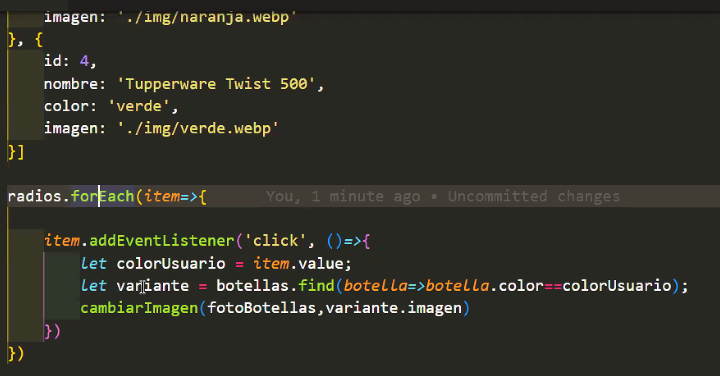 imagen: './img/naranja.webp'
}, {
id: 4,
nombre: 'Tupperware Twist 500',
color: 'verde',
imagen: './img/verde.webp'
}]
radios.forEach(item=>{ You, 1 minute ago • Uncommitted changes
item.addEventListener('click', ()=>{
let colorUsuario = item.value;
let variante = botellas.find(botella=>botella.color==colorUsuario);
cambiarImagen(fotoBotellas,variante.imagen)
})
})